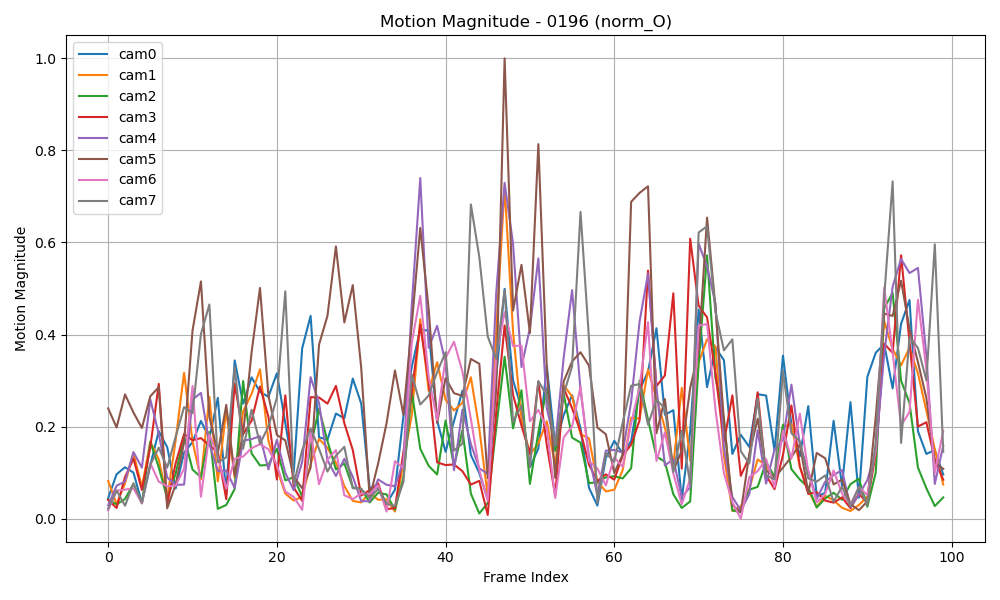 Motion Magnitude - 0196 (norm_O)
cam0
cam1
cam2
cam3
cam4
cam5
cam6
cam7
1.0
0.8
0.6
0.4
0.2
0.0
Motion Magnitude
0
20
40
60
80
100
Frame Index